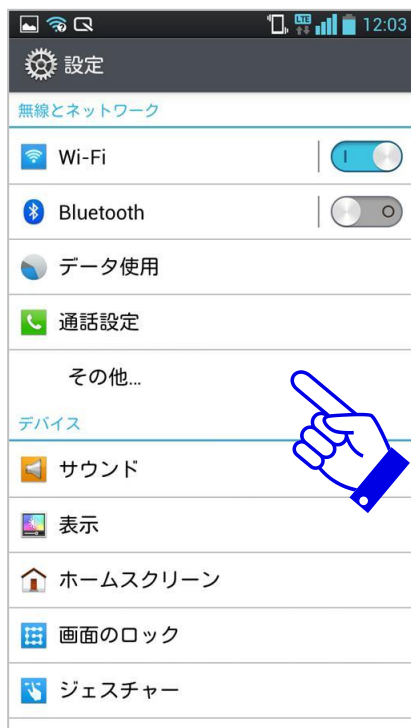 LTE 12:03
設定
無線とネットワーク
Wi-Fi
Bluetooth
データ使用
通話設定
その他...
デバイス
サウンド
表示
ホームスクリーン
画面のロック
ジェスチャー